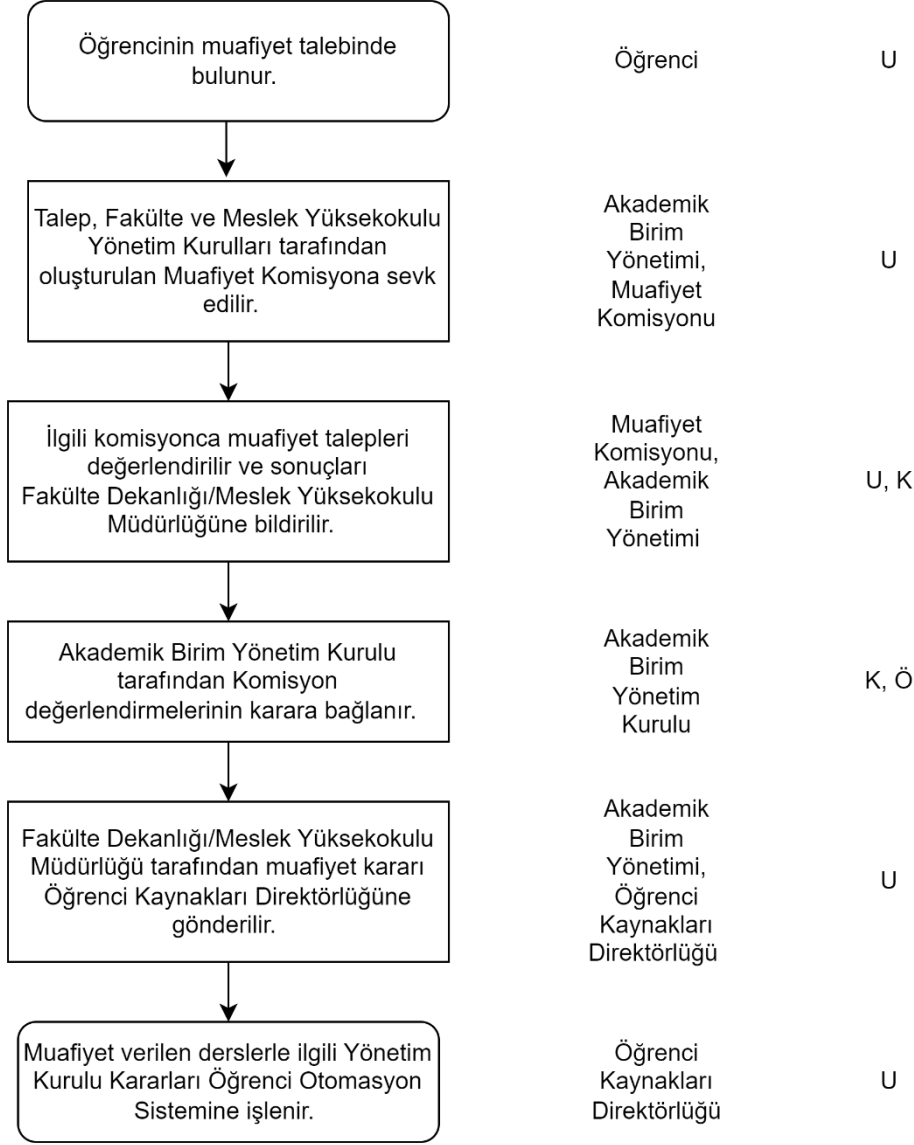 Öğrencinin muafiyet talebinde
bulunur.
Öğrenci
U
Talep, Fakülte ve Meslek Yüksekokulu
Yönetim Kurulları tarafından
oluşturulan Muafiyet Komisyona sevk
edilir.
Akademik
Birim
Yönetimi,
Muafiyet
Komisyonu
U
İlgili komisyonca muafiyet talepleri
değerlendirilir ve sonuçları
Fakülte Dekanlığı/Meslek Yüksekokulu
Müdürlüğüne bildirilir.
Muafiyet
Komisyonu,
Akademik
Birim
Yönetimi
U, K
Akademik Birim Yönetim Kurulu
tarafından Komisyon
değerlendirmelerinin karara bağlanır.
Akademik
Birim
Yönetim
Kurulu
K, Ö
Fakülte Dekanlığı/Meslek Yüksekokulu
Müdürlüğü tarafından muafiyet kararı
Öğrenci Kaynakları Direktörlüğüne
gönderilir.
Akademik
Birim
Yönetimi,
Öğrenci
Kaynakları
Direktörlüğü
U
Muafiyet verilen derslerle ilgili Yönetim
Kurulu Kararları Öğrenci Otomasyon
Sistemine işlenir.
Öğrenci
Kaynakları
Direktörlüğü
U